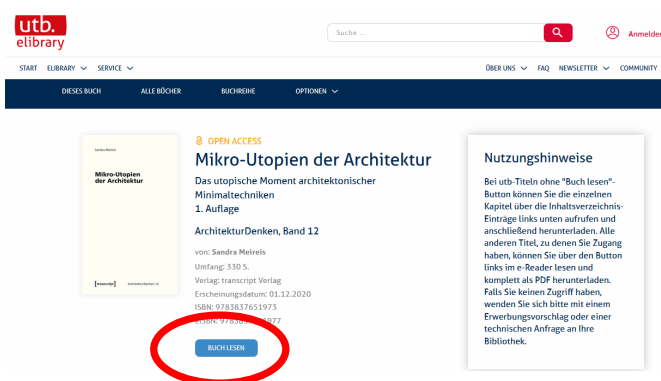 utb.
elibrary
Suche ...
Anmelden
START ELIBRARY SERVICE ÜBER UNS FAQ NEWSLETTER COMMUNITY
DIESES BUCH ALLE BÜCHER BUCHREIHE OPTIONEN
Sandra Meireis
Mikro-Utopien
der Architektur
[transcript] ArchitekturDenken 12
OPEN ACCESS
Mikro-Utopien der Architektur
Das utopische Moment architektonischer
Minimaltechniken
1. Auflage
ArchitekturDenken, Band 12
von: Sandra Meireis
Umfang: 330 S.
Verlag: transcript Verlag
Erscheinungsdatum: 01.12.2020
ISBN: 9783837651973
BUCH LESEN
Nutzungshinweise
Bei utb-Titeln ohne "Buch lesen"-
Button können Sie die einzelnen
Kapitel über die Inhaltsverzeichnis-
Einträge links unten aufrufen und
anschließend herunterladen. Alle
anderen Titel, zu denen Sie Zugang
haben, können Sie über den Button
links im e-Reader lesen und
komplett als PDF herunterladen.
Falls Sie keinen Zugriff haben,
wenden Sie sich bitte mit einem
Erwerbungsvorschlag oder einer
technischen Anfrage an Ihre
Bibliothek.